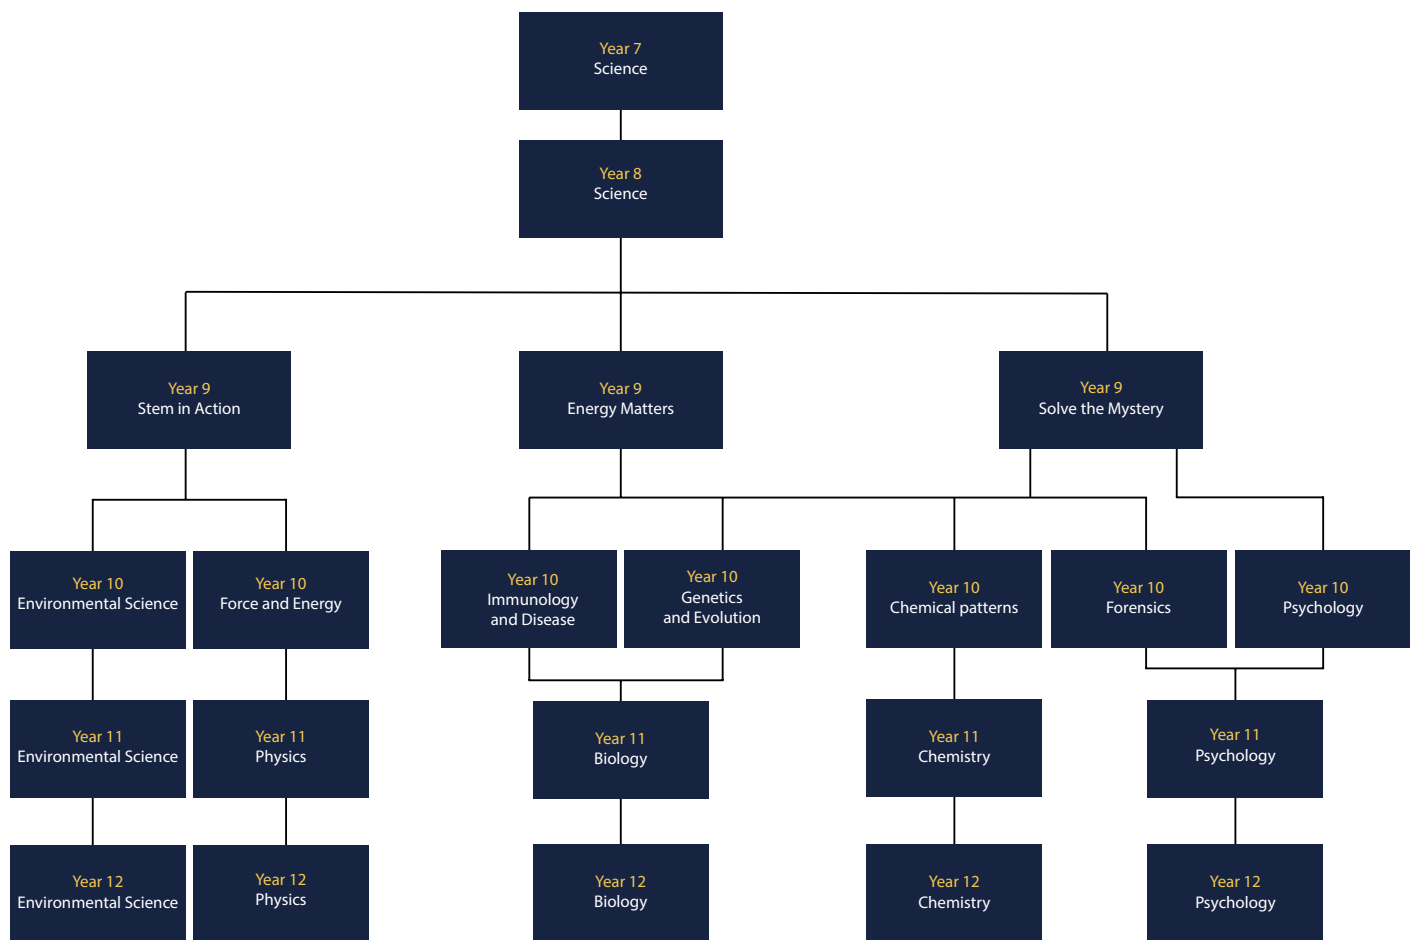 Year 7
Science
Year 8
Science
Year 9
Stem in Action
Year 9
Energy Matters
Year 9
Solve the Mystery
Year 10
Environmental Science
Year 10
Force and Energy
Year 10
Immunology
and Disease
Year 10
Genetics
and Evolution
Year 10
Chemical patterns
Year 10
Forensics
Year 10
Psychology
Year 11
Environmental Science
Year 11
Physics
Year 11
Biology
Year 11
Chemistry
Year 11
Psychology
Year 12
Environmental Science
Year 12
Physics
Year 12
Biology
Year 12
Chemistry
Year 12
Psychology